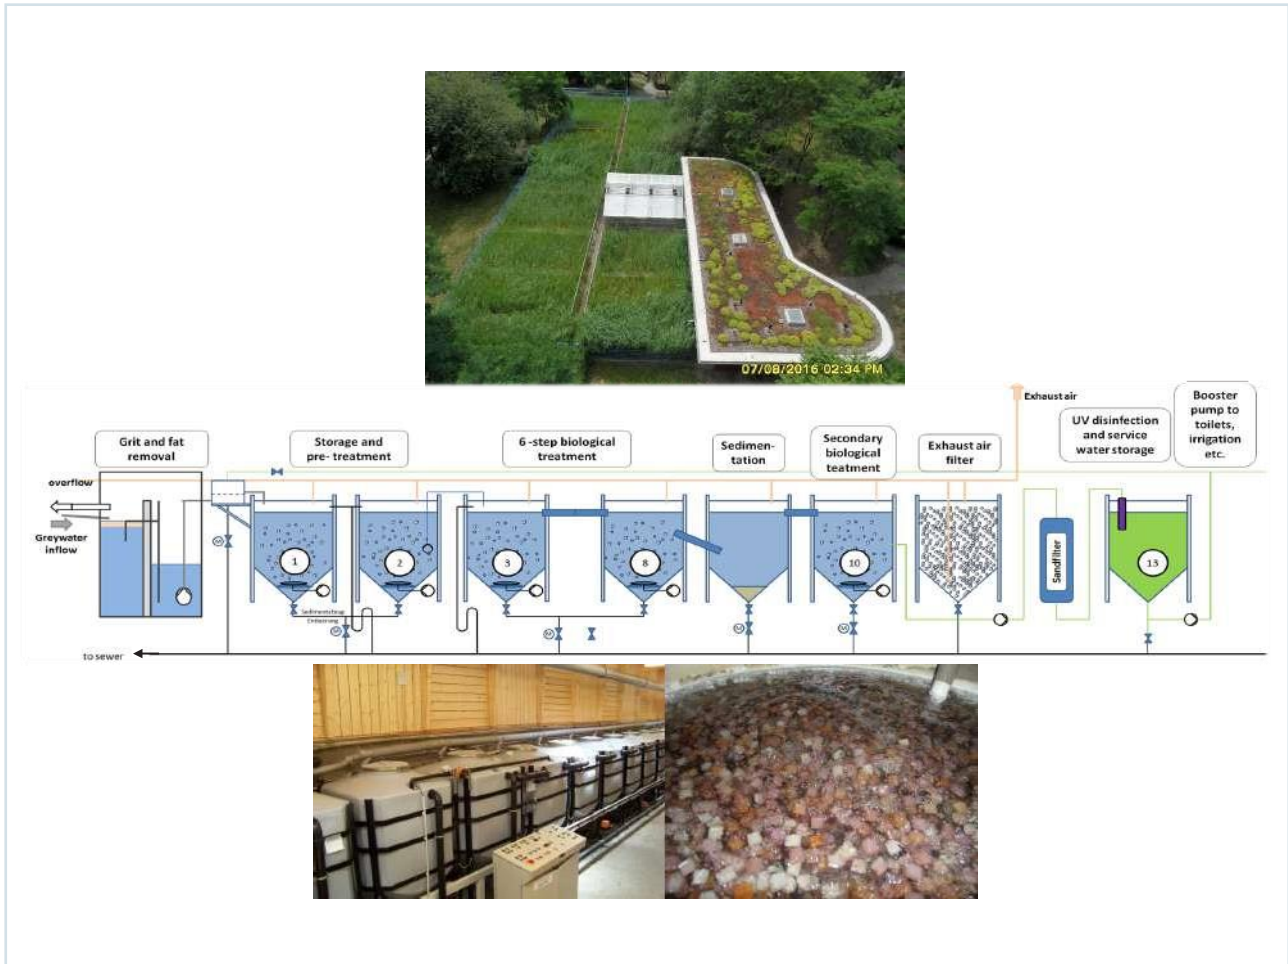 07/08/2016 02:34 PM
Exhaust air
Grit and fat
removal
Storage and
pre- treatment
6 -step biological
treatment
Sedimen-
tation
Secondary
biological
teatment
Exhaust air
filter
UV disinfection
and service
water storage
Booster
pump to
toilets,
irrigation
etc.
overflow
Greywater
inflow
M
1
2
3
8
10
Sandfilter
13
M
M
M
M
to sewer